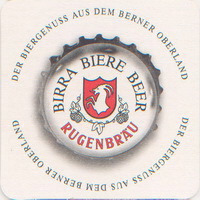 DER BIERGENUSS AUS DEM BERNER OBERLAND
BIRRA BIERE BEER
RUGENBRÄU
DER BIERGENUSS AUS DEM BERNER OBERLAND